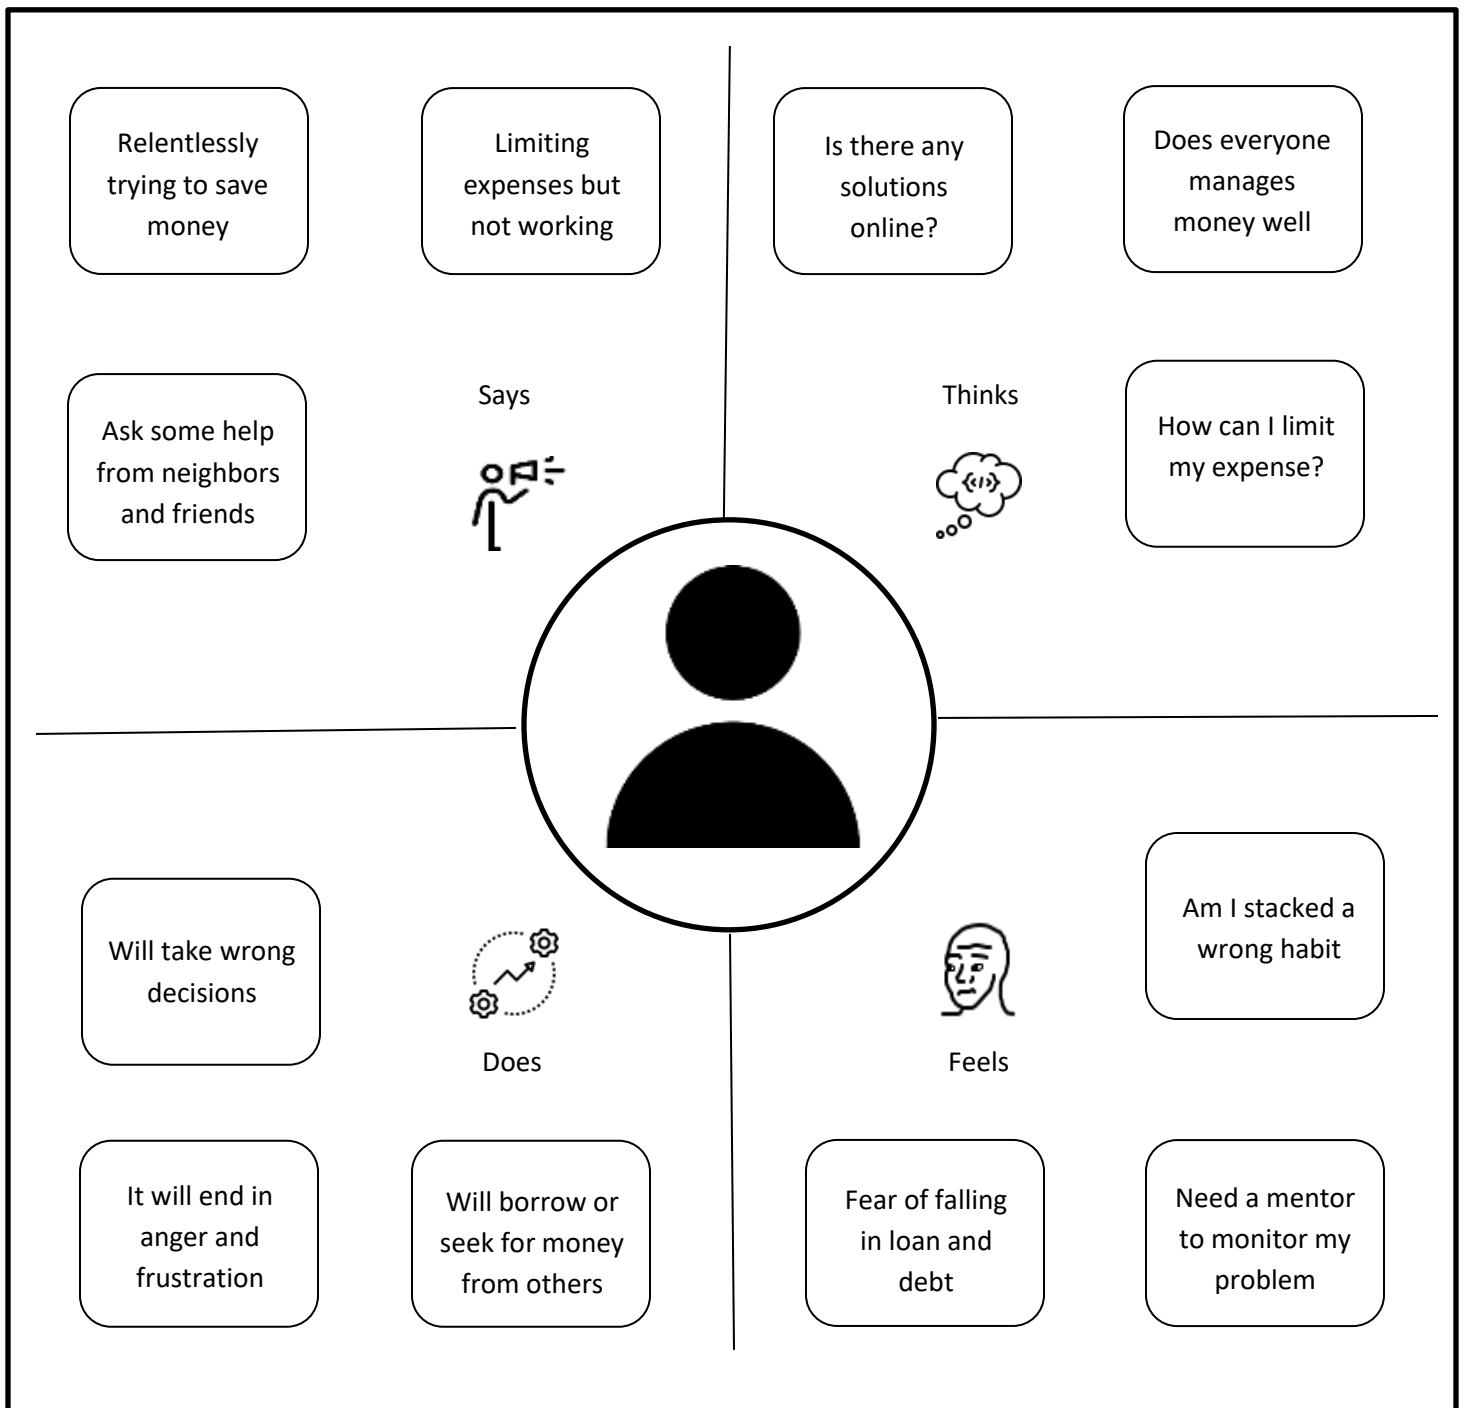 Relentlessly
trying to save
money
Limiting
expenses but
not working
Is there any
solutions
online?
Does everyone
manages
money well
Ask some help
from neighbors
and friends
Says
Thinks
</>
How can I limit
my expense?
Will take wrong
decisions
Does
Feels
Am I stacked a
wrong habit
It will end in
anger and
frustration
Will borrow or
seek for money
from others
Fear of falling
in loan and
debt
Need a mentor
to monitor my
problem